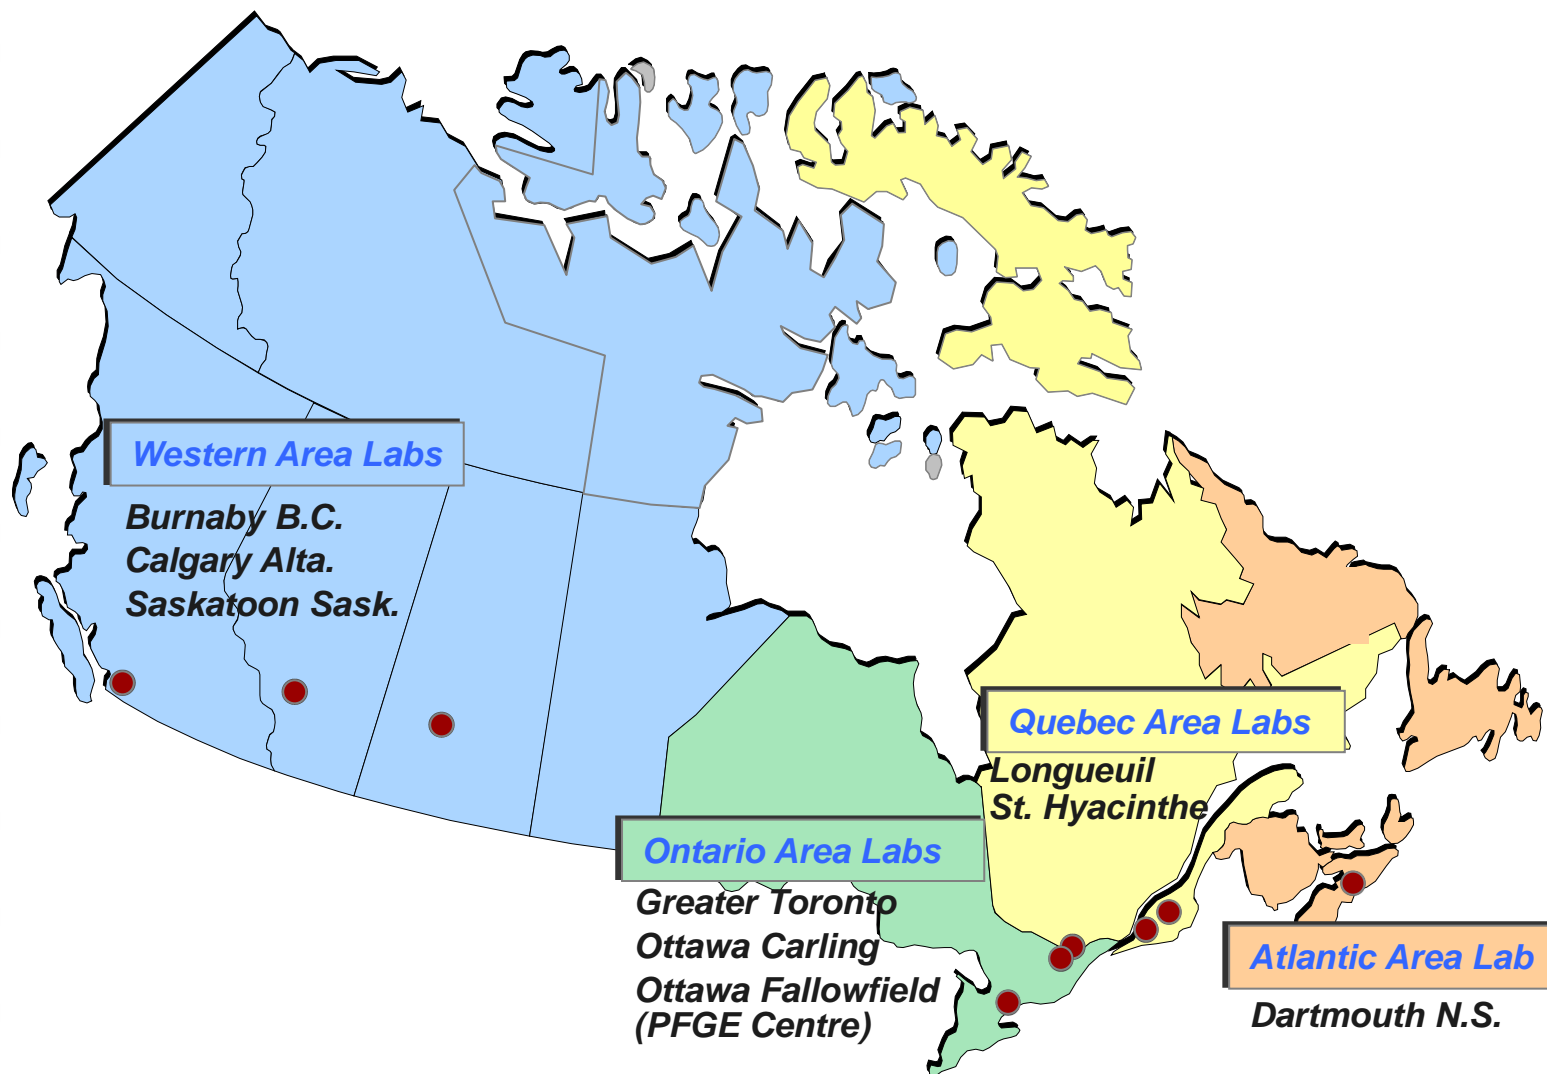 Western Area Labs
Burnaby B.C.
Calgary Alta.
Saskatoon Sask.
Quebec Area Labs
Longueuil
St. Hyacinthe
Ontario Area Labs
Greater Toronto
Ottawa Carling
Ottawa Fallowfield
(PFGE Centre)
Atlantic Area Lab
Dartmouth N.S.